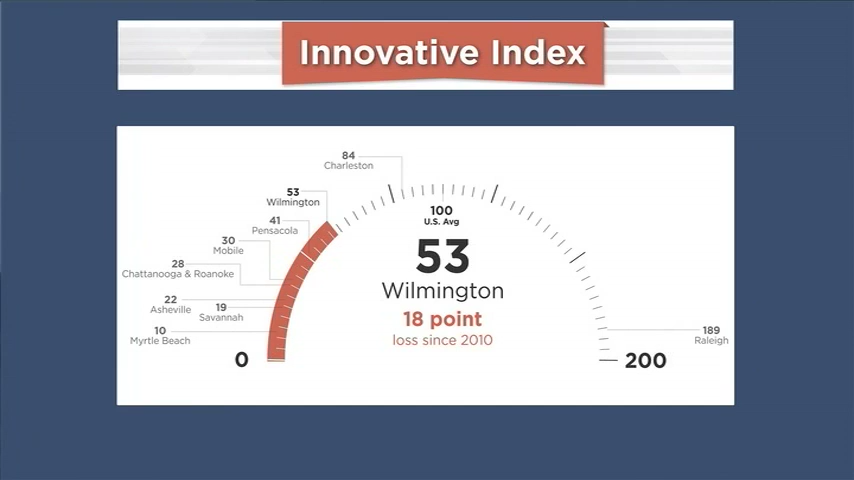 Innovative Index
84
Charleston
53
Wilmington
41
Pensacola
30
Mobile
28
Chattanooga & Roanoke
22
Asheville
19
Savannah
10
Myrtle Beach
0
100
U.S. Avg
53
Wilmington
18 point
loss since 2010
189
Raleigh
200